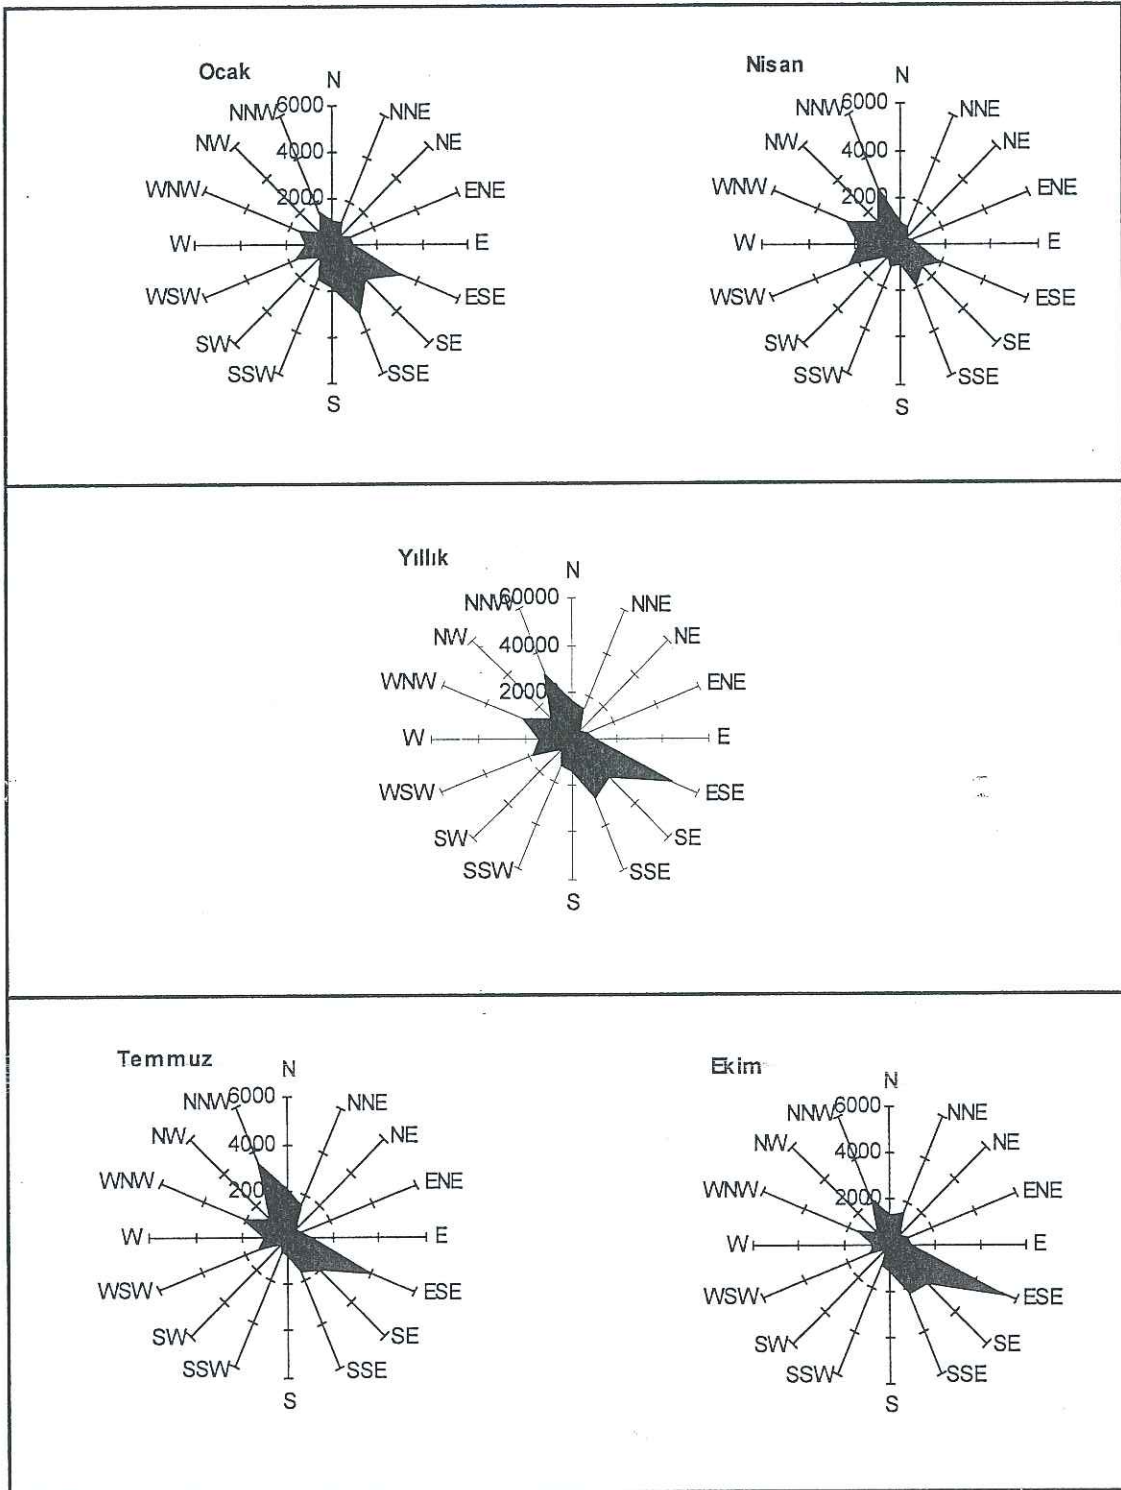 Ocak
N
NNW 6000 NNE
NW 4000 NE
WNW 2000 ENE
W E
WSW ESE
SW SE
SSW SSE
S
Nisan
N
NNW 6000 NNE
NW 4000 NE
WNW 2000 ENE
W E
WSW ESE
SW SE
SSW SSE
S
Yıllık
N
NNW 60000 NNE
NW 40000 NE
WNW 2000 ENE
W E
WSW ESE
SW SE
SSW SSE
S
Temmuz
N
NNW 6000 NNE
NW 4000 NE
WNW 200 ENE
W E
WSW ESE
SW SE
SSW SSE
S
Ekim
N
NNW 6000 NNE
NW 4000 NE
WNW 2000 ENE
W E
WSW ESE
SW SE
SSW SSE
S